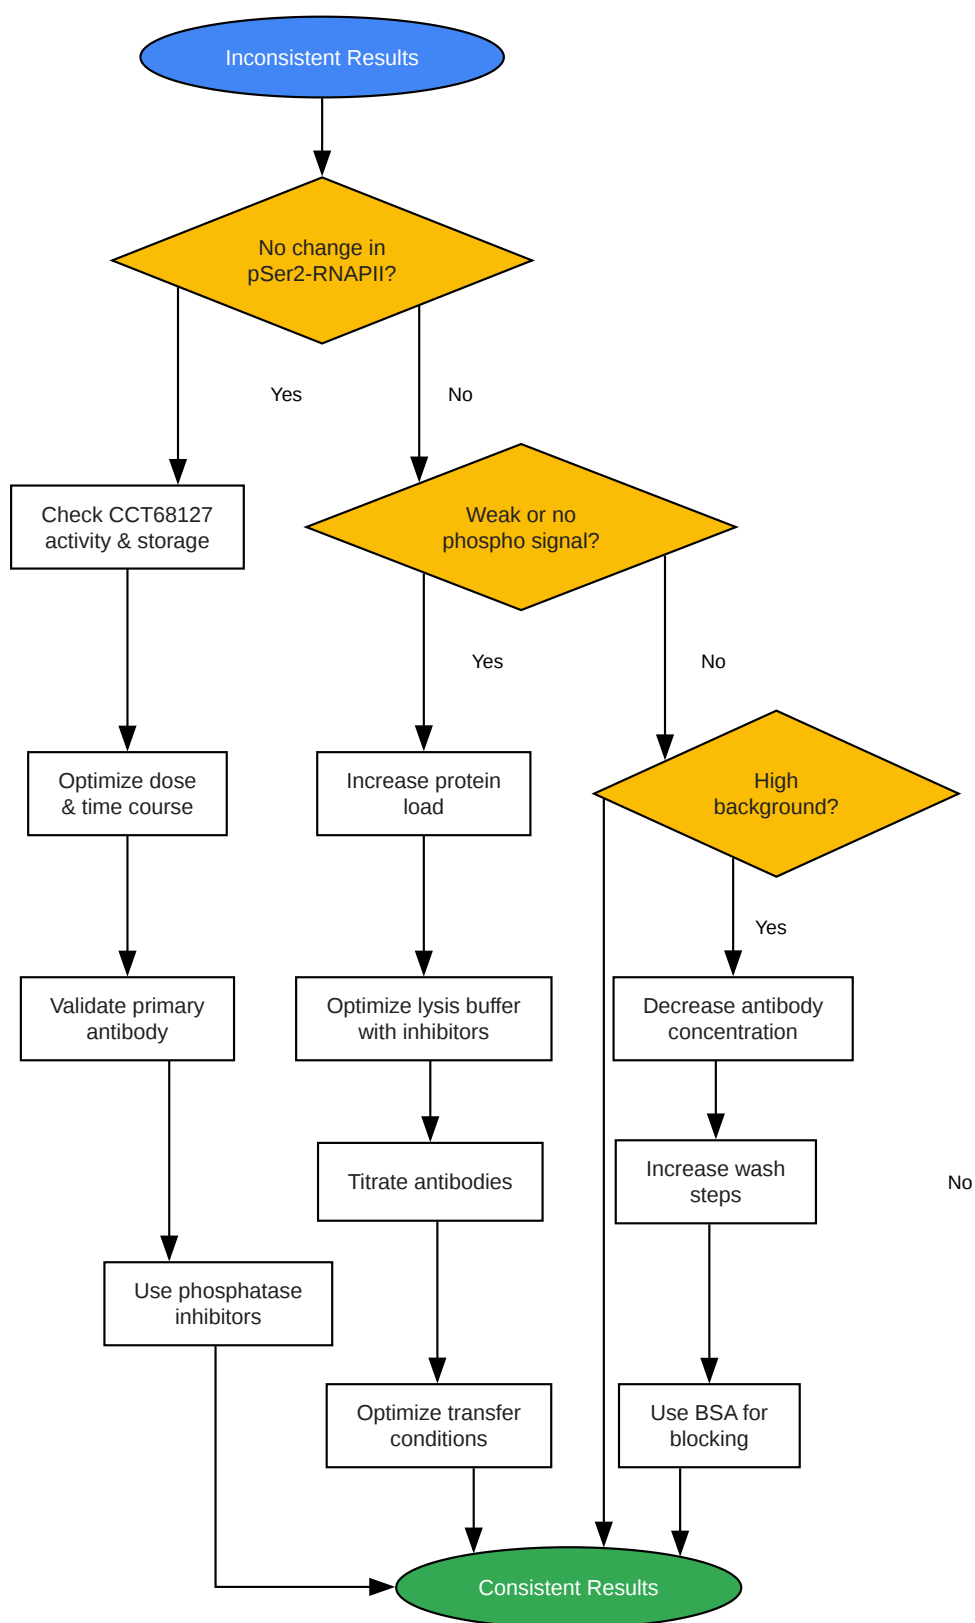 Inconsistent Results
No change in
pSer2-RNAPII?
Yes
No
Check CCT68127
activity & storage
Weak or no
phospho signal?
Yes
No
Optimize dose
& time course
Increase protein
load
High
background?
Yes
Validate primary
antibody
Optimize lysis buffer
with inhibitors
Decrease antibody
concentration
Titrate antibodies
Increase wash
steps
No
Use phosphatase
inhibitors
Optimize transfer
conditions
Use BSA for
blocking
Consistent Results